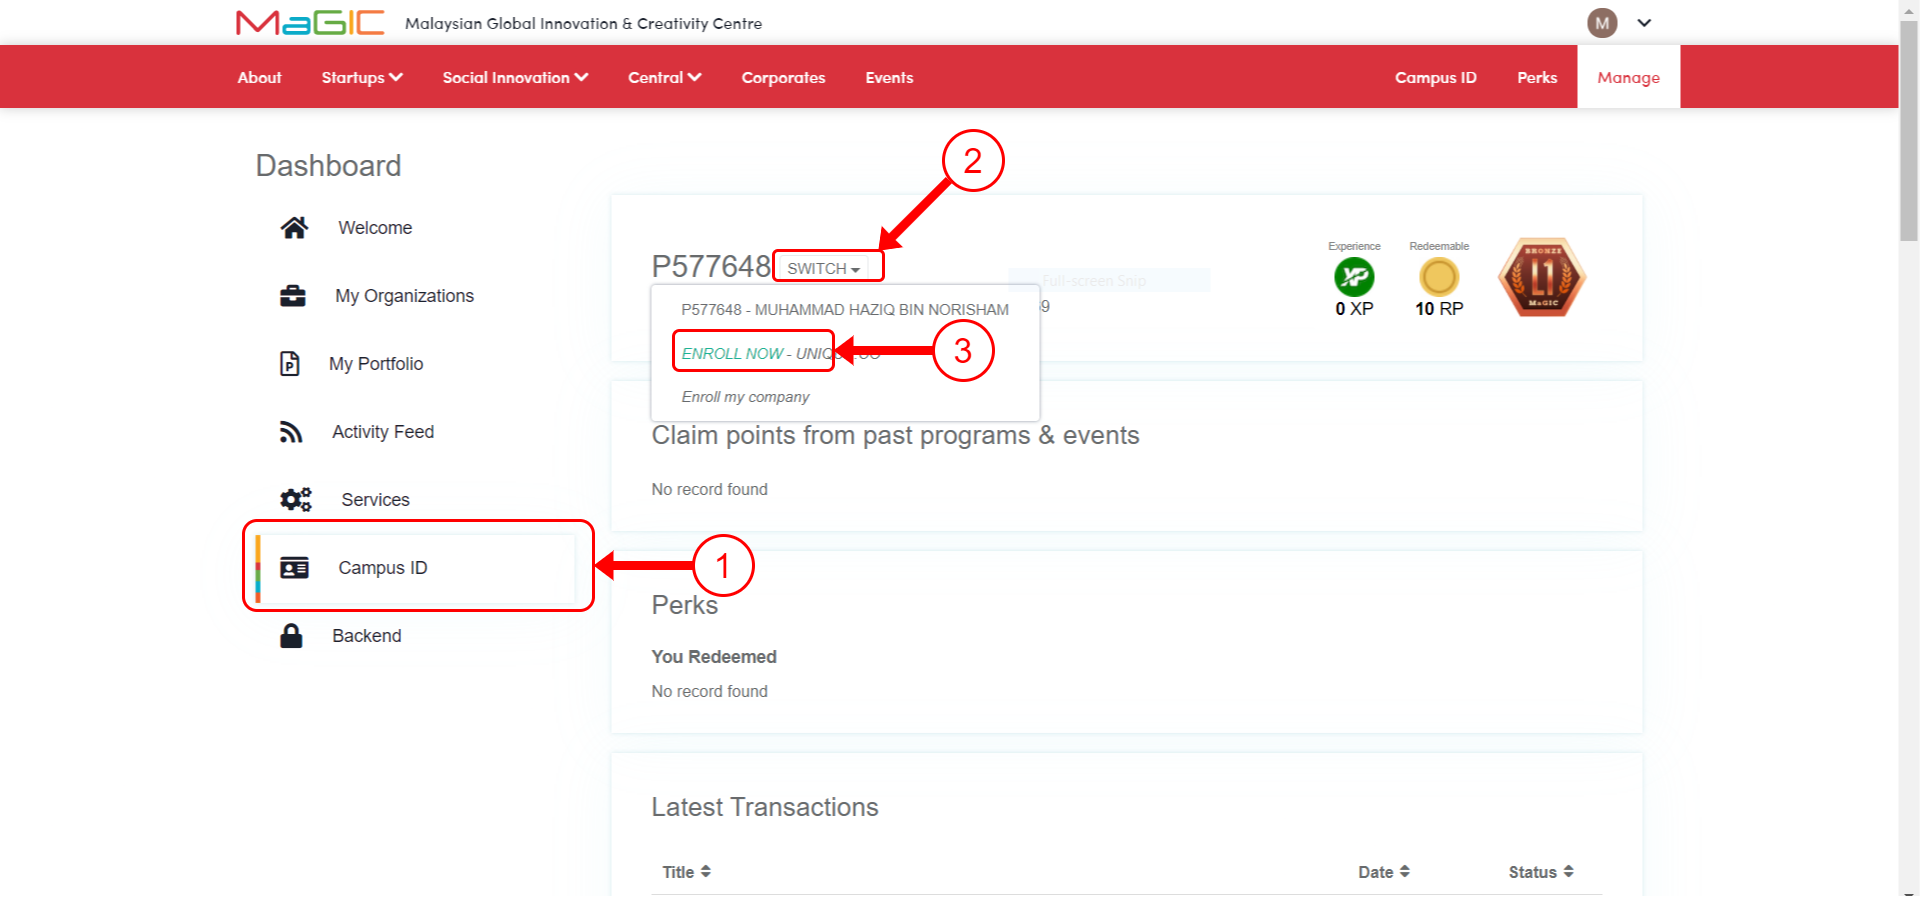 MaGIC Malaysian Global Innovation & Creativity Centre M
About Startups Social Innovation Central Corporates Events Campus ID Perks Manage
Dashboard
Welcome
My Organizations
My Portfolio
Activity Feed
Services
Campus ID
Backend
1
2
3
P577648 SWITCH
Full-screen Snip
P577648 - MUHAMMAD HAZIQ BIN NORISHAM
ENROLL NOW - 
Enroll my company
Experience
XP
0 XP
Redeemable
10 RP
BRONZE
L1
MaGIC
Claim points from past programs & events
No record found
Perks
You Redeemed
No record found
Latest Transactions
Title Date Status